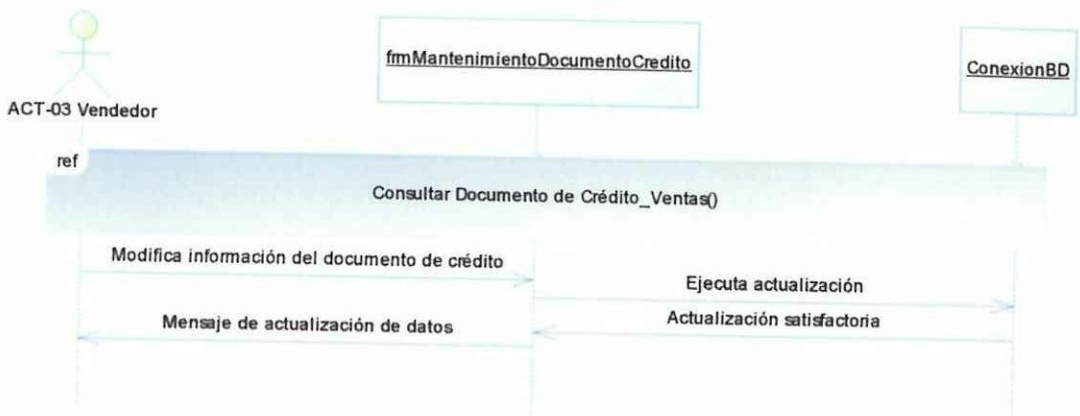 frmMantenimientoDocumentoCredito
ConexionBD
ACT-03 Vendedor
ref
Consultar Documento de Crédito_Ventas()
Modifica información del documento de crédito
Ejecuta actualización
Actualización satisfactoria
Mensaje de actualización de datos